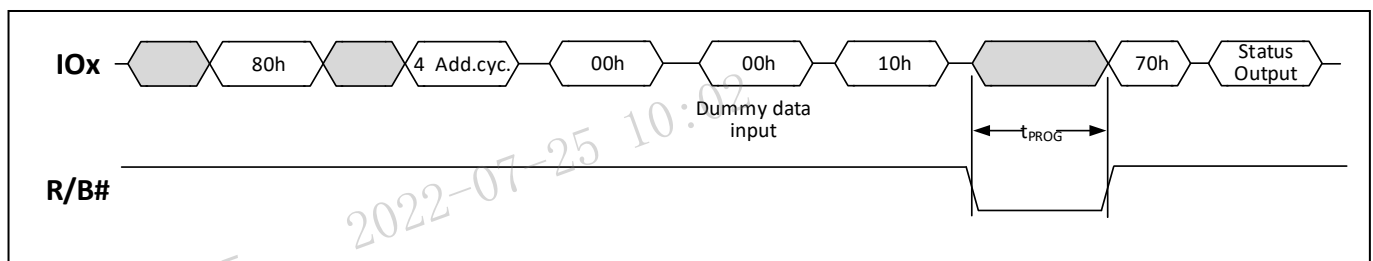 IOx
80h
4 Add.cyc.
00h
00h
10h
70h
Status
Output
Dummy data
input
tPROG
R/B#
2022-07-25 10:02